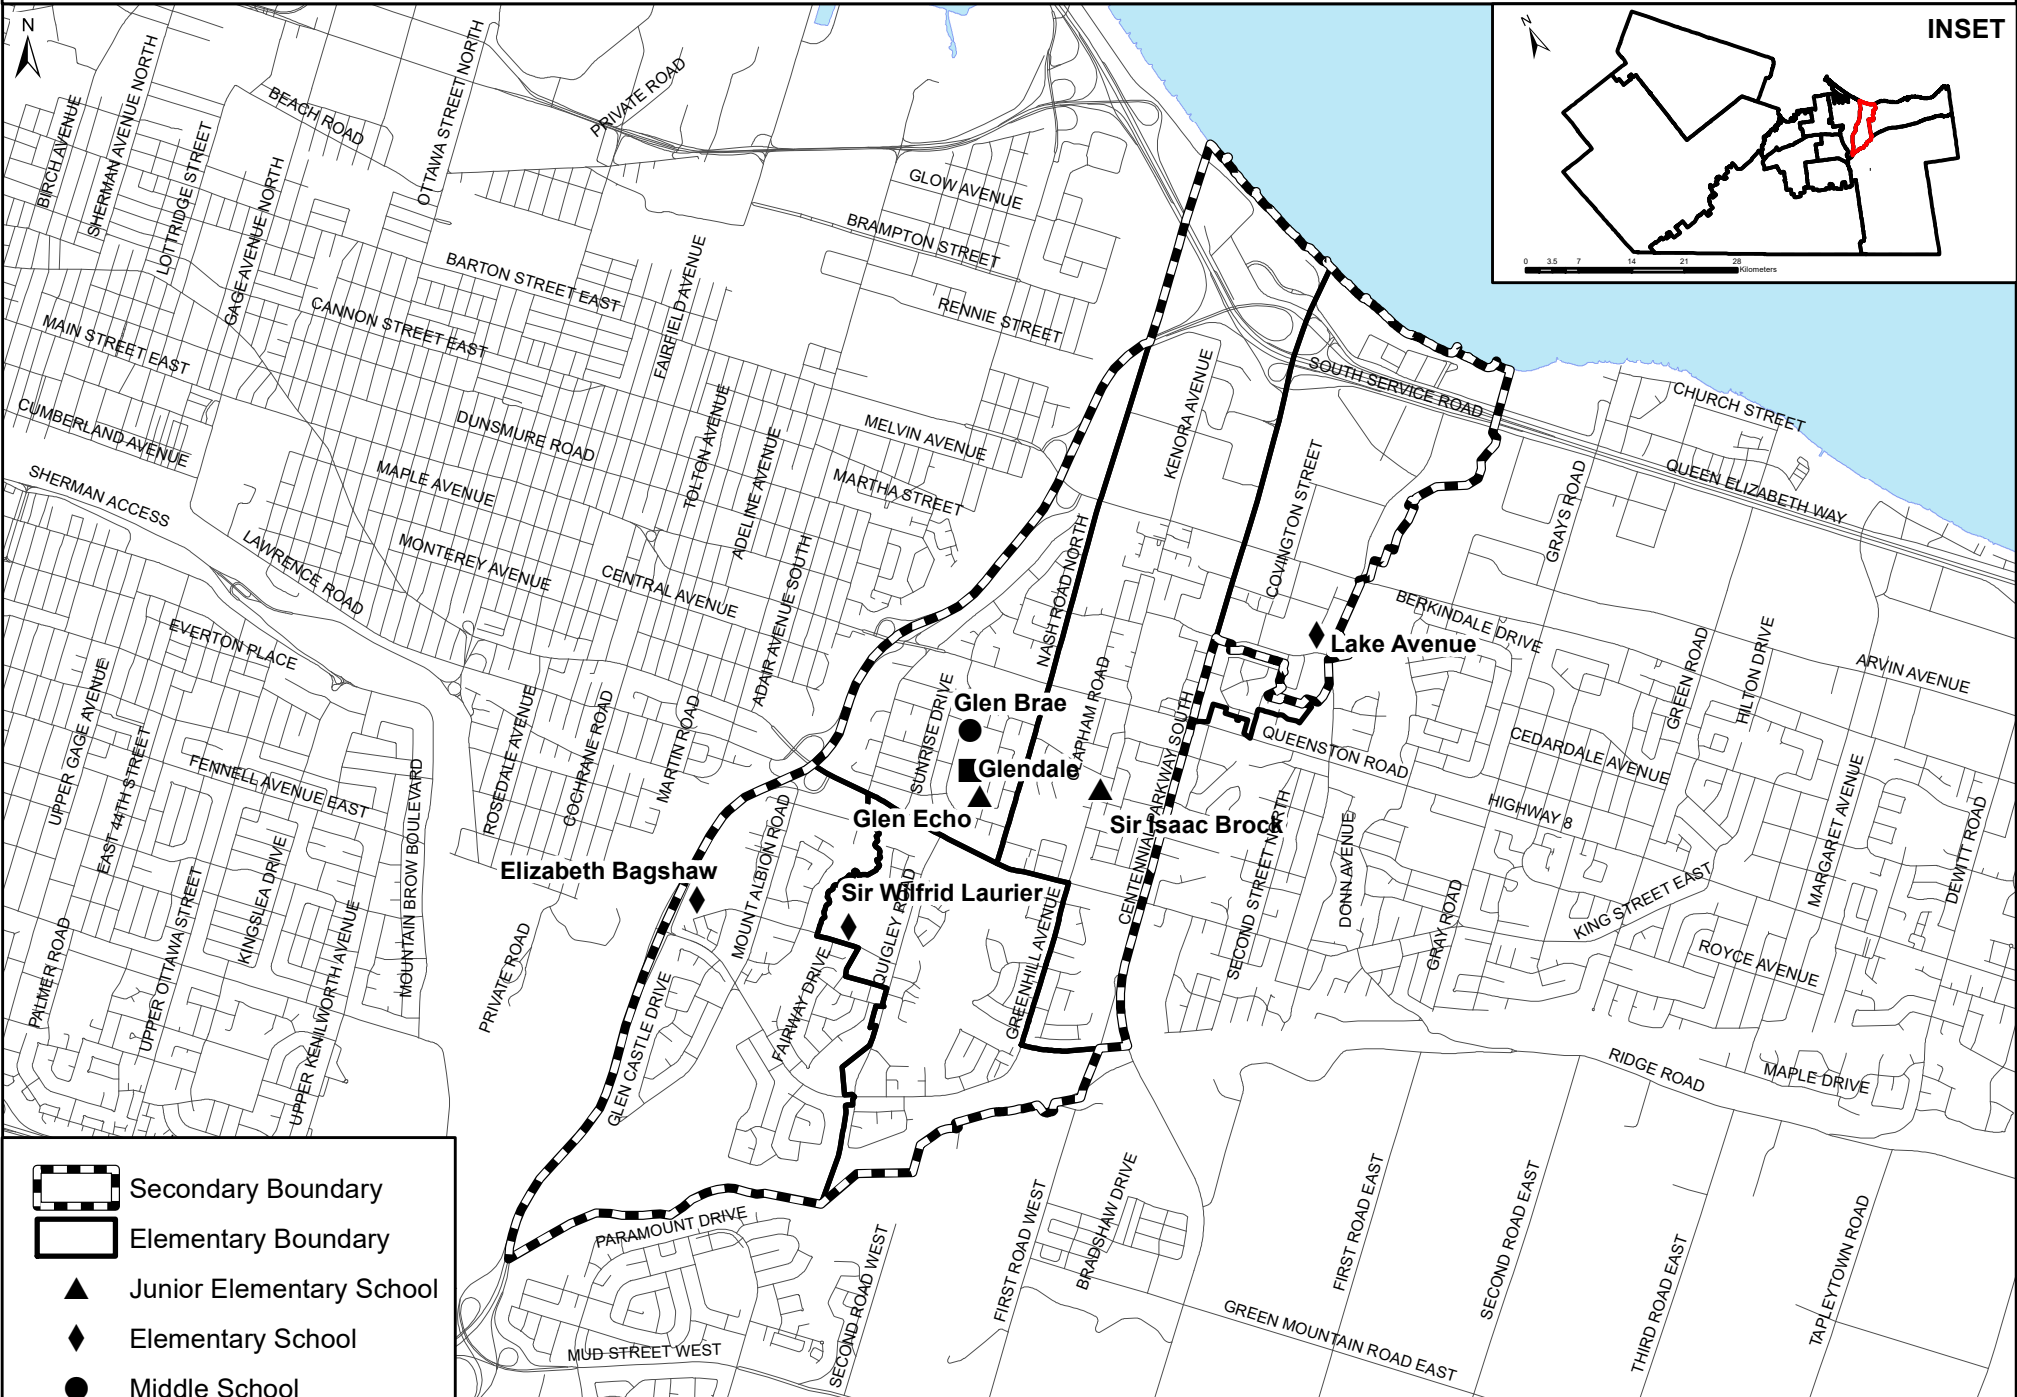 N
N
INSET
0 3.5 7 14 21 28
Kilometers
BIRCH AVENUE
SHERMAN AVENUE NORTH
LOTTRIDGE STREET
BEACH ROAD
GAGE AVENUE NORTH
OTTAWA STREET NORTH
PRIVATE ROAD
GLOW AVENUE
BRAMPTON STREET
BARTON STREET EAST
FAIRFIELD AVENUE
RENNIE STREET
CANNON STREET EAST
MAIN STREET EAST
CUMBERLAND AVENUE
DUNSMURE ROAD
MAPLE AVENUE
TOLTON AVENUE
ADELINE AVENUE
MELVIN AVENUE
MARTHA STREET
KENORA AVENUE
SOUTH SERVICE ROAD
CHURCH STREET
QUEEN ELIZABETH WAY
COVINGTON STREET
GRAYS ROAD
SHERMAN ACCESS
LAWRENCE ROAD
MONTEREY AVENUE
CENTRAL AVENUE
ADAIR AVENUE SOUTH
NASH ROAD NORTH
BERKINDALE DRIVE
Lake Avenue
GREEN ROAD
HILTON DRIVE
ARVIN AVENUE
EVERTON PLACE
UPPER GAGE AVENUE
EAST 44TH STREET
FENNELL AVENUE EAST
MOUNTAIN BROW BOULEVARD
ROSEDALE AVENUE
COCHRANE ROAD
MARTIN ROAD
SUNRISE DRIVE
Glen Brae
LAPHAM ROAD
Glendale
Glen Echo
Sir Isaac Brock
CENTENNIAL PARKWAY SOUTH
QUEENSTON ROAD
CEDARDALE AVENUE
HIGHWAY 8
MARGARET AVENUE
DEWITT ROAD
KING STREET EAST
ROYCE AVENUE
SECOND STREET NORTH
DONN AVENUE
GRAY ROAD
Elizabeth Bagshaw
MOUNT ALBION ROAD
Sir Wilfrid Laurier
QUIGLEY ROAD
GREENHILL AVENUE
FAIRWAY DRIVE
GLEN CASTLE DRIVE
PRIVATE ROAD
KINGSLEA DRIVE
UPPER OTTAWA STREET
UPPER KENILWORTH AVENUE
PALMER ROAD
RIDGE ROAD
MAPLE DRIVE
PARAMOUNT DRIVE
MUD STREET WEST
SECOND ROAD WEST
FIRST ROAD WEST
BRADSHAW DRIVE
FIRST ROAD EAST
SECOND ROAD EAST
THIRD ROAD EAST
TAPLEYTOWN ROAD
GREEN MOUNTAIN ROAD EAST
Secondary Boundary
Elementary Boundary
Junior Elementary School
Elementary School
Middle School